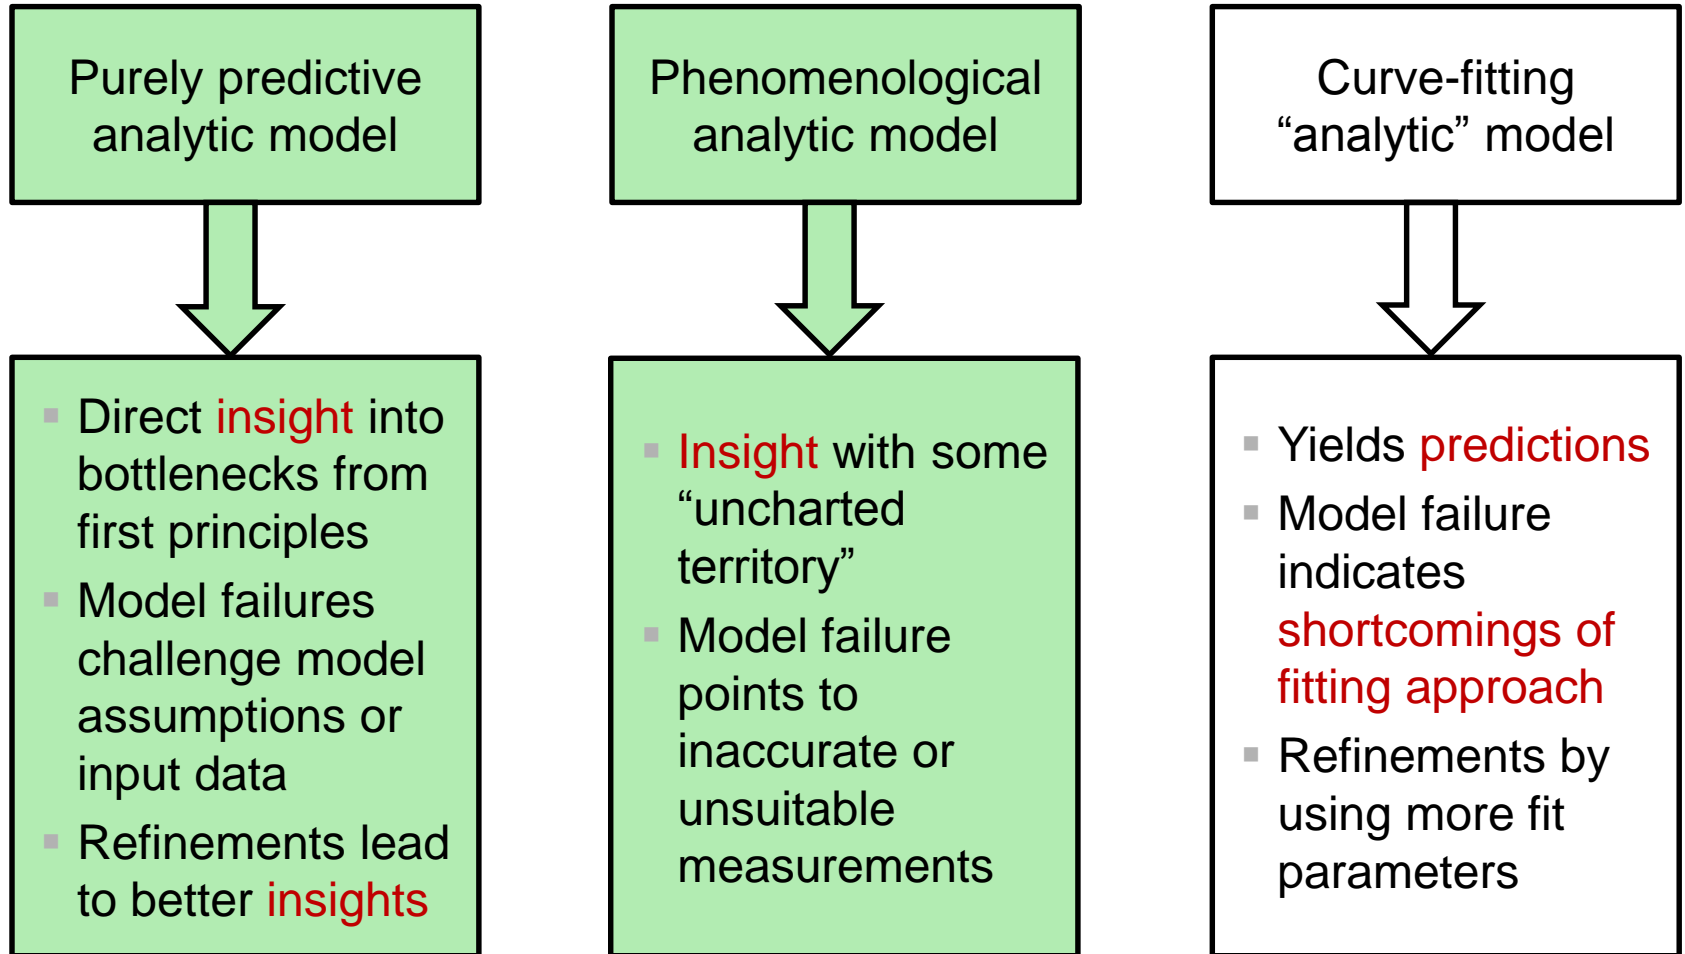 Purely predictive
analytic model
Phenomenological
analytic model
Curve-fitting
“analytic” model
▪ Direct insight into
bottlenecks from
first principles
▪ Model failures
challenge model
assumptions or
input data
▪ Refinements lead
to better insights
▪ Insight with some
“uncharted
territory”
▪ Model failure
points to
inaccurate or
unsuitable
measurements
▪ Yields predictions
▪ Model failure
indicates
shortcomings of
fitting approach
▪ Refinements by
using more fit
parameters